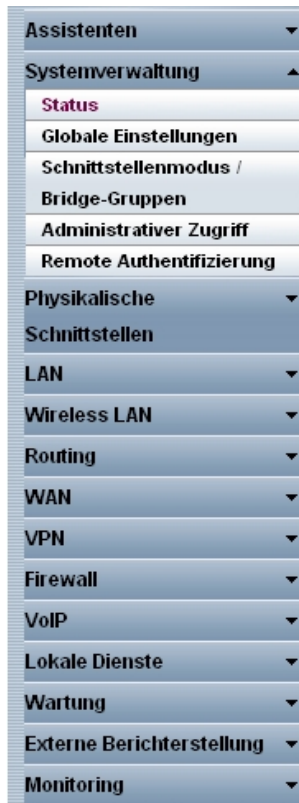 Assistenten
Systemverwaltung
Status
Globale Einstellungen
Schnittstellenmodus /
Bridge-Gruppen
Administrativer Zugriff
Remote Authentifizierung
Physikalische
Schnittstellen
LAN
Wireless LAN
Routing
WAN
VPN
Firewall
VoIP
Lokale Dienste
Wartung
Externe Berichterstellung
Monitoring